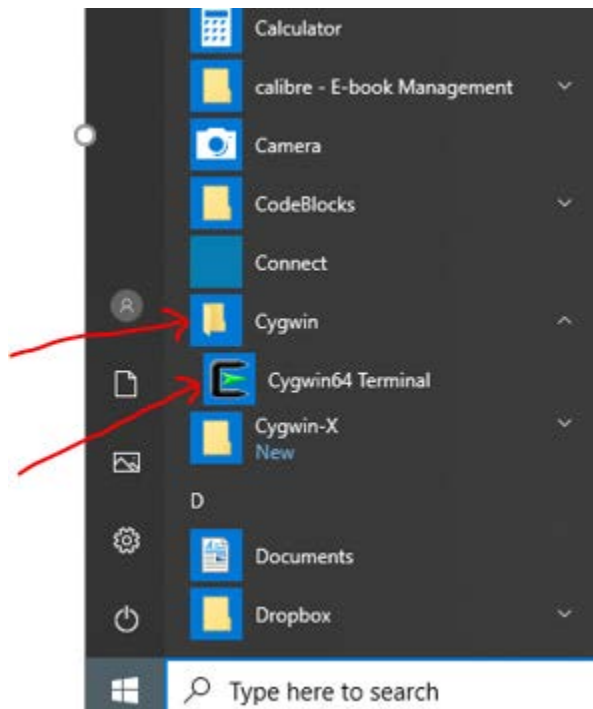 Calculator
calibre - E-book Management
Camera
CodeBlocks
Connect
Cygwin
Cygwin64 Terminal
Cygwin-X
New
D
Documents
Dropbox
Type here to search